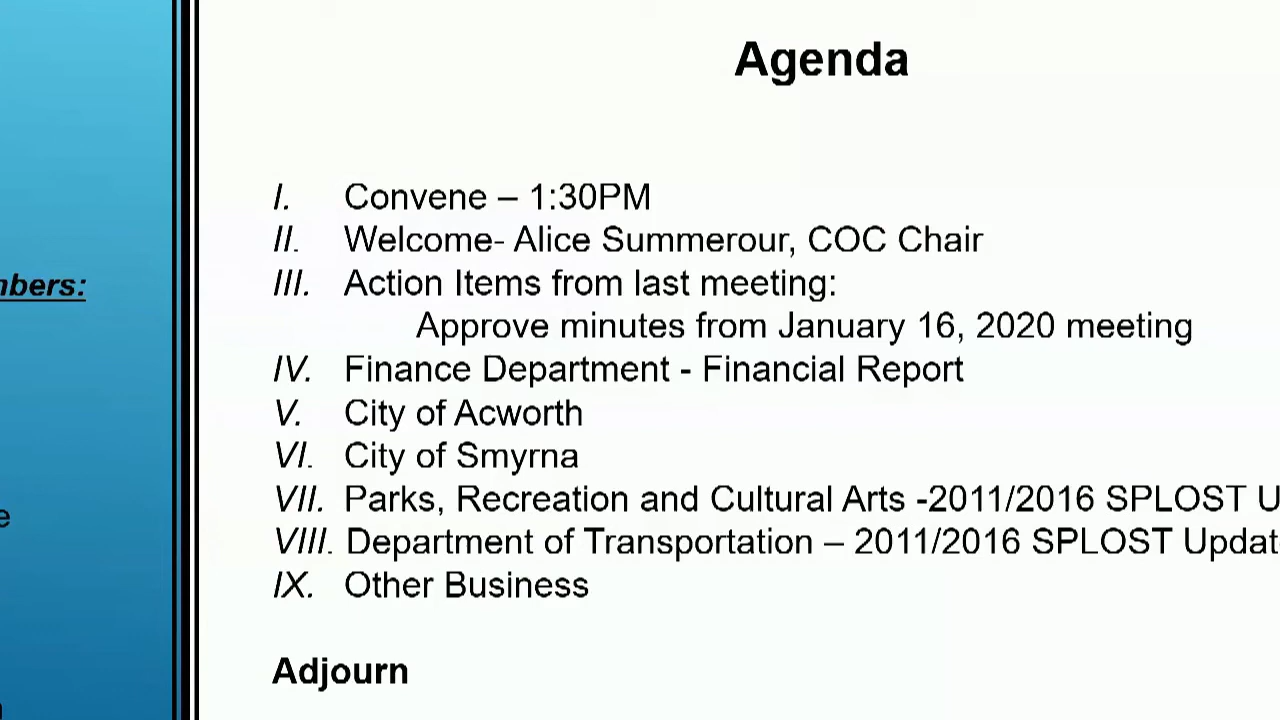 Agenda
I. Convene – 1:30PM
II. Welcome- Alice Summerour, COC Chair
III. Action Items from last meeting:
Approve minutes from January 16, 2020 meeting
IV. Finance Department - Financial Report
V. City of Acworth
VI. City of Smyrna
VII. Parks, Recreation and Cultural Arts -2011/2016 SPLOST
VIII. Department of Transportation – 2011/2016 SPLOST
IX. Other Business
Adjourn